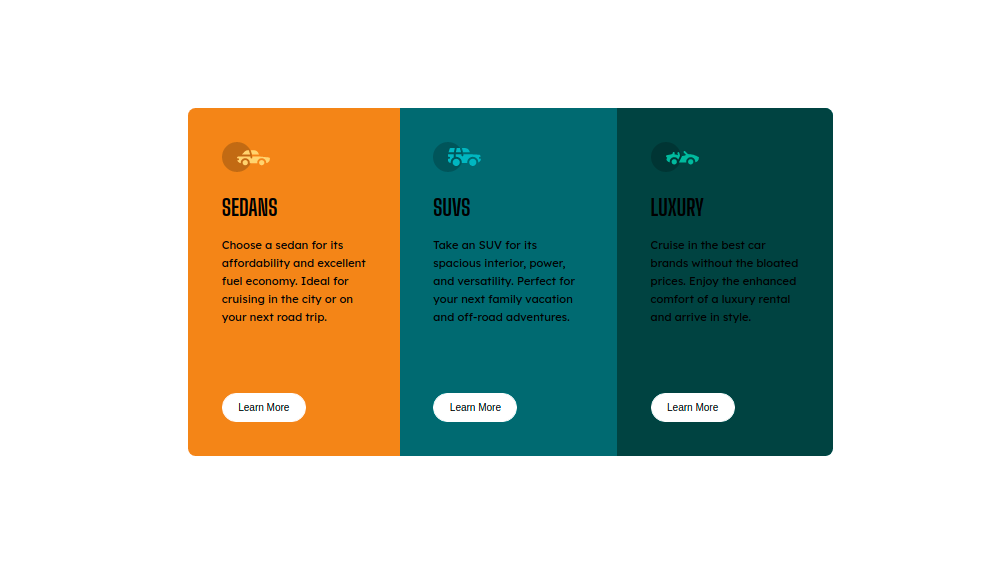 SEDANS
Choose a sedan for its
affordability and excellent
fuel economy. Ideal for
cruising in the city or on
your next road trip.
Learn More
SUVS
Take an SUV for its
spacious interior, power,
and versatility. Perfect for
your next family vacation
and off-road adventures.
Learn More
LUXURY
Cruise in the best car
brands without the bloated
prices. Enjoy the enhanced
comfort of a luxury rental
and arrive in style.
Learn More